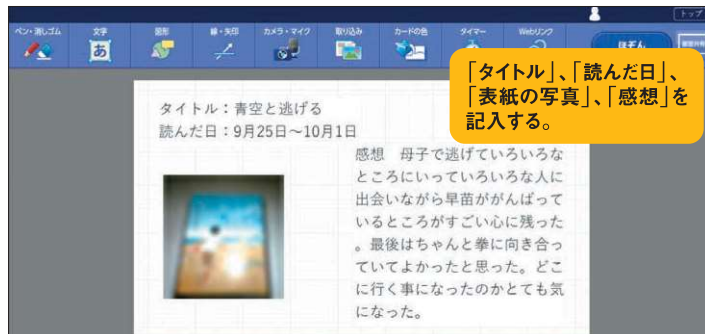 トップ
ペン・消しゴム
文字
図形
線・矢印
カメラ・マイク
取り込み
カードの色
タイマー
Webリンク
あ
ほぞん
「タイトル」、「読んだ日」、
「表紙の写真」、「感想」を
記入する。
タイトル：青空と逃げる
読んだ日：9月25日〜10月1日
感想　母子で逃げていろいろな
ところにいっていろいろな人に
出会いながら早苗ががんばって
いるところがすごい心に残った
。最後はちゃんと拳に向き合っ
ていてよかったと思った。どこ
に行く事になったのかとても気
になった。